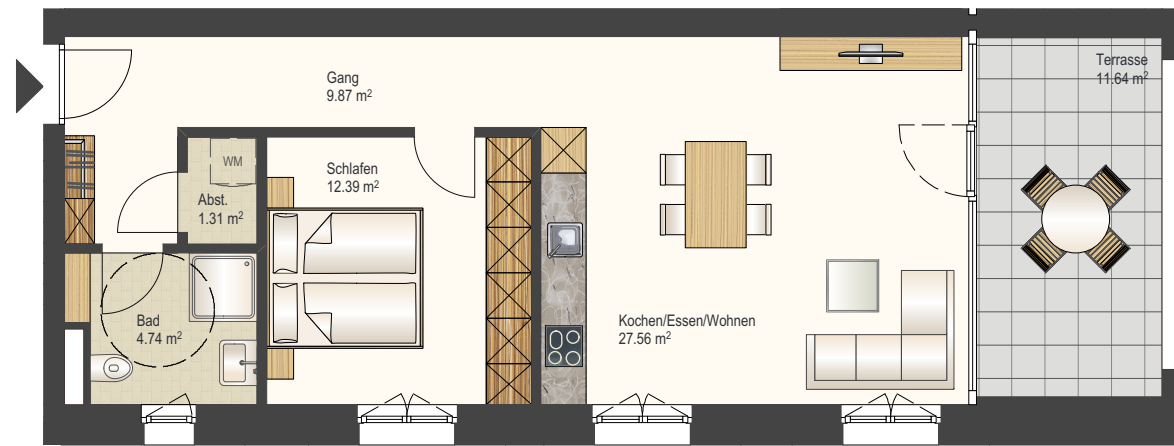 Gang
9.87 m²
Terrasse
11.64 m²
WM
Abst.
1.31 m²
Schlafen
12.39 m²
Bad
4.74 m²
Kochen/Essen/Wohnen
27.56 m²